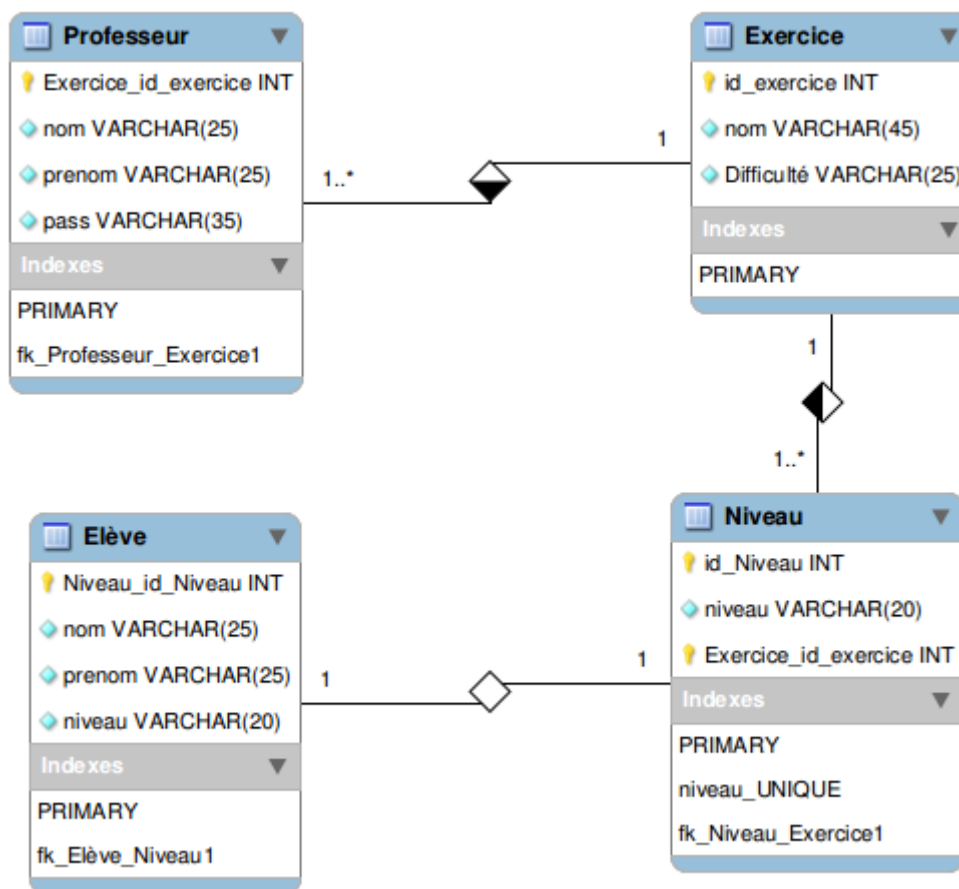 Professeur
Exercice_id_exercice INT
nom VARCHAR(25)
prenom VARCHAR(25)
pass VARCHAR(35)
Indexes
PRIMARY
fk_Professeur_Exercice1
1..*
1
Exercice
id_exercice INT
nom VARCHAR(45)
Difficulté VARCHAR(25)
Indexes
PRIMARY
1
1..*
Elève
Niveau_id_Niveau INT
nom VARCHAR(25)
prenom VARCHAR(25)
niveau VARCHAR(20)
Indexes
PRIMARY
fk_Elève_Niveau1
1
1
Niveau
id_Niveau INT
niveau VARCHAR(20)
Exercice_id_exercice INT
Indexes
PRIMARY
niveau_UNIQUE
fk_Niveau_Exercice1